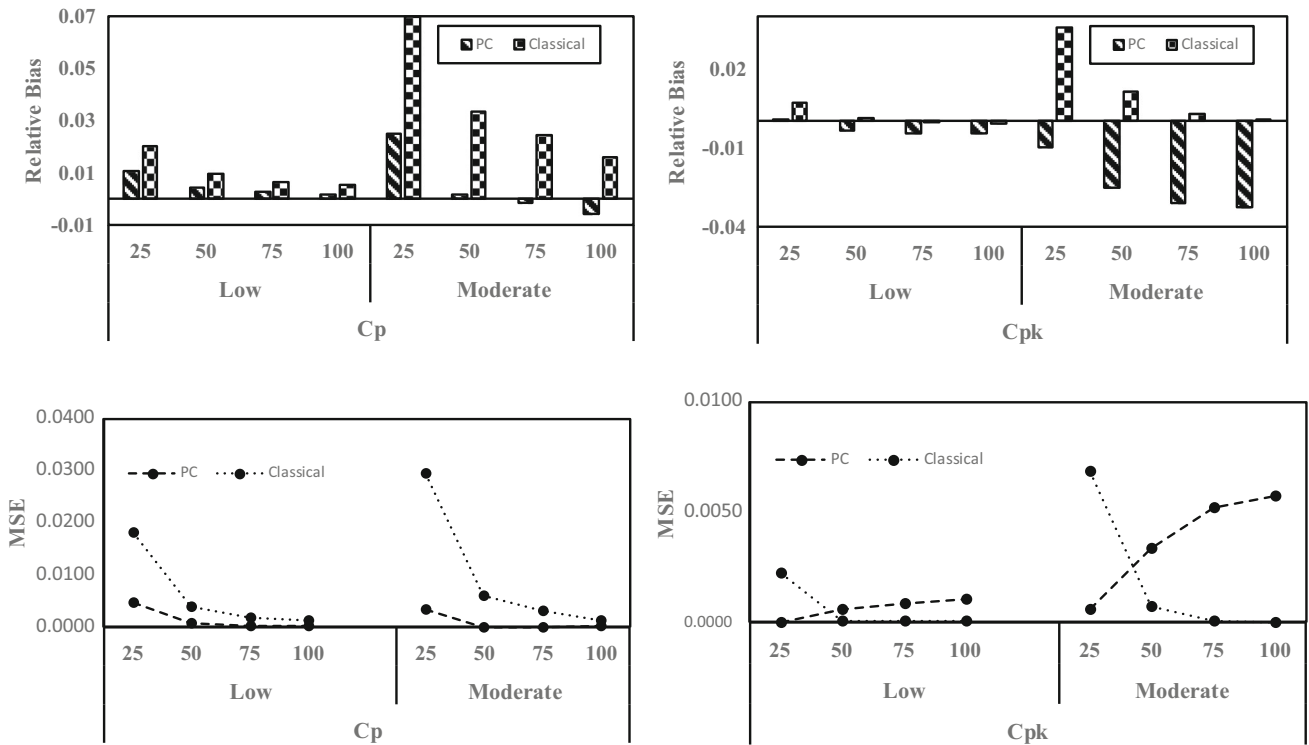 0.07
0.05
0.03
0.01
-0.01
Relative Bias
PC Classical
25 50 75 100 25 50 75 100
Low Moderate
Cp
0.02
-0.01
-0.04
Relative Bias
PC Classical
25 50 75 100 25 50 75 100
Low Moderate
Cpk
0.0400
0.0300
0.0200
0.0100
0.0000
MSE
PC Classical
25 50 75 100 25 50 75 100
Low Moderate
Cp
0.0100
0.0050
0.0000
MSE
PC Classical
25 50 75 100 25 50 75 100
Low Moderate
Cpk